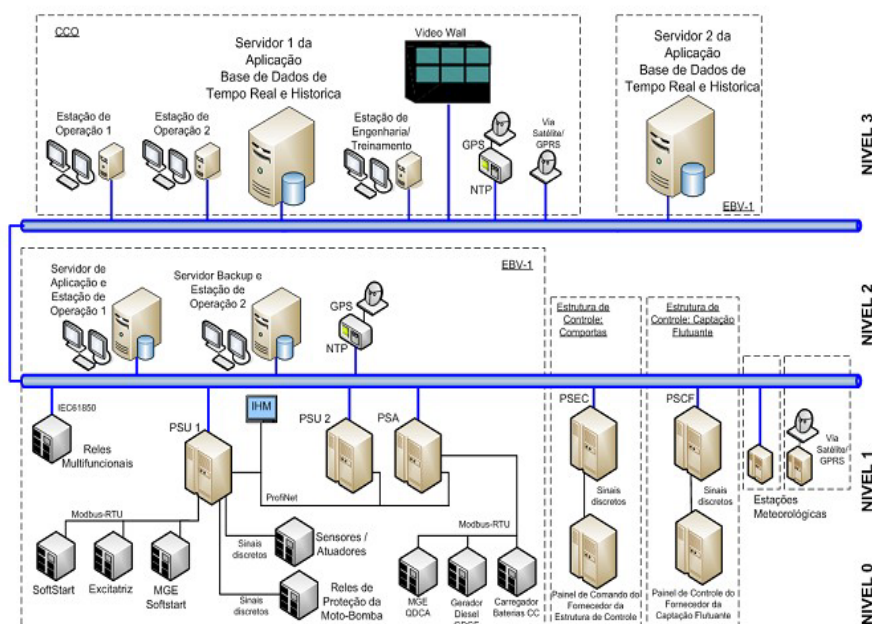 CCO
Servidor 1 da
Aplicação
Base de Dados de
Tempo Real e Historica
Video Wall
Servidor 2 da
Aplicação
Base de Dados de
Tempo Real e Historica
Estação de
Operação 1
Estação de
Operação 2
Estação de
Engenharia/
Treinamento
GPS
NTP
Via
Satélite/
GPRS
EBV-1
NIVEL 3
EBV-1
Servidor de
Aplicação e
Estação de
Operação 1
Servidor Backup e
Estação de
Operação 2
GPS
NTP
Estrutura de
Controle:
Comportas
Estrutura de
Controle: Captação
Flutuante
NIVEL 2
IEC61850
Reles
Multifuncionais
PSU 1
IHM
PSU 2
PSA
PSEC
PSCF
Via
Satélite/
GPRS
ProfiNet
Sinais
discretos
Sinais
discretos
Estações
Meteorológicas
NIVEL 1
Modbus-RTU
Sinais
discretos
Sensores /
Atuadores
Modbus-RTU
SoftStart
Excitatriz
MGE
Softstart
Sinais
discretos
Reles de
Proteção da
Moto-Bomba
MGE
QDCA
Gerador
Diesel
Carregador
Baterias CC
Painel de Comando do
Fornecedor da
Estrutura de Controle
Painel de Controle do
Fornecedor da
Captação Flutuante
NIVEL 0